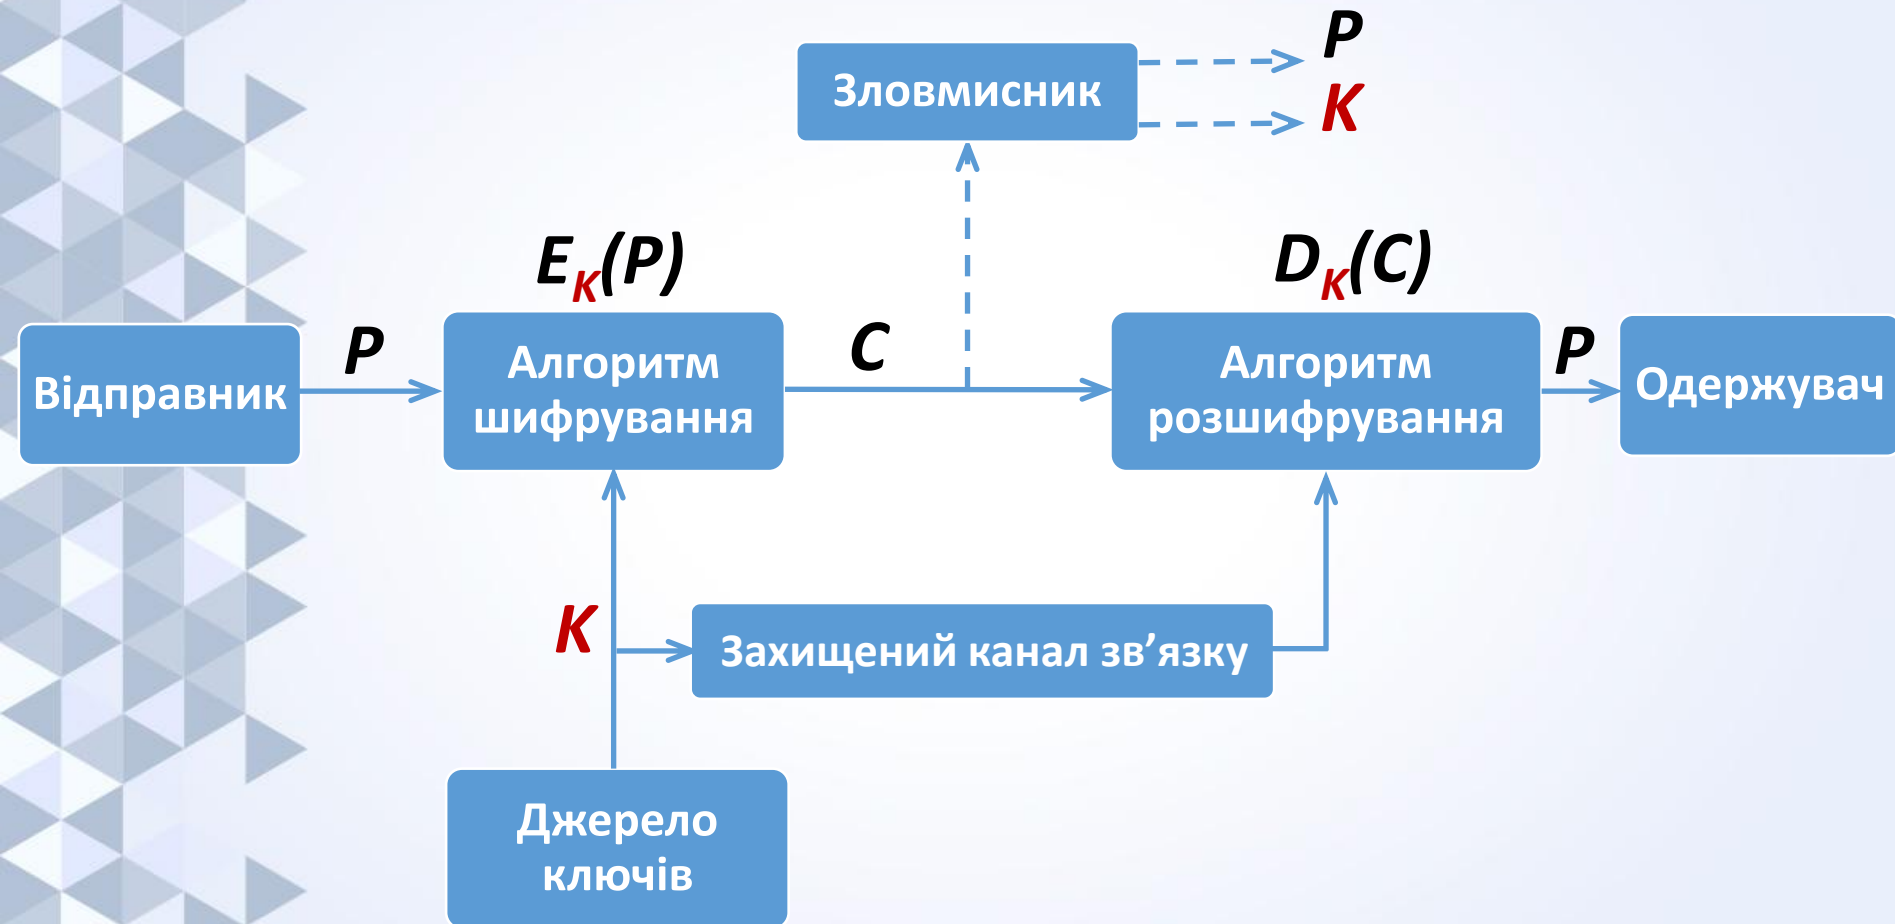 P
Зловмисник
K
E_K(P)
D_K(C)
P
C
P
Відправник
Алгоритм
шифрування
Алгоритм
розшифрування
Одержувач
K
Захищений канал зв’язку
Джерело
ключів